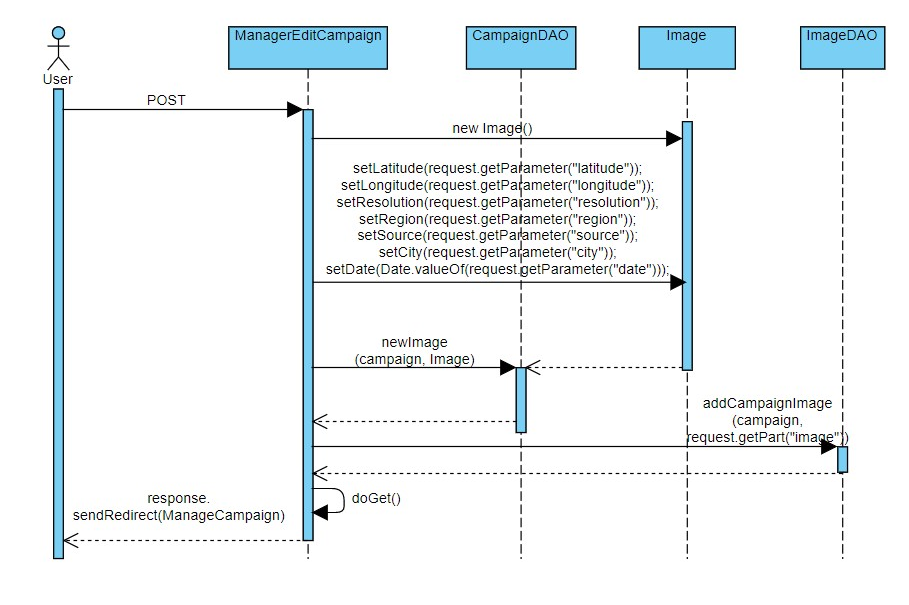 ManagerEditCampaign
CampaignDAO
Image
ImageDAO
User
POST
new Image()
setLatitude(request.getParameter("latitude"));
setLongitude(request.getParameter("longitude"));
setResolution(request.getParameter("resolution"));
setRegion(request.getParameter("region"));
setSource(request.getParameter("source"));
setCity(request.getParameter("city"));
setDate(Date.valueOf(request.getParameter("date")));
newImage
(campaign, Image)
addCampaignImage
(campaign,
request.getPart("image"))
doGet()
response.
sendRedirect(ManageCampaign)